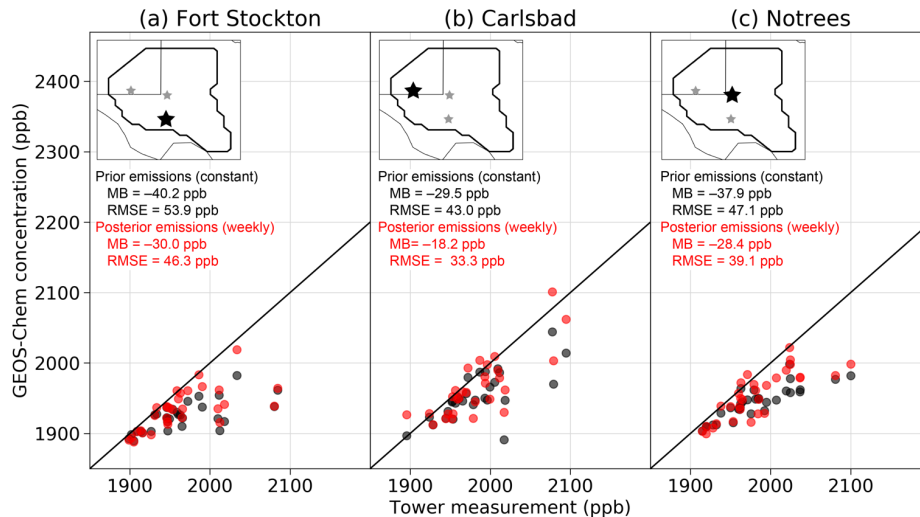 (a) Fort Stockton
(b) Carlsbad
(c) Notrees
GEOS-Chem concentration (ppb)
2400
2300
2200
2100
2000
1900
Prior emissions (constant)
MB = −40.2 ppb
RMSE = 53.9 ppb
Posterior emissions (weekly)
MB = −30.0 ppb
RMSE = 46.3 ppb
Prior emissions (constant)
MB = −29.5 ppb
RMSE = 43.0 ppb
Posterior emissions (weekly)
MB= −18.2 ppb
RMSE = 33.3 ppb
Prior emissions (constant)
MB = −37.9 ppb
RMSE = 47.1 ppb
Posterior emissions (weekly)
MB = −28.4 ppb
RMSE = 39.1 ppb
1900 2000 2100
1900 2000 2100
1900 2000 2100
Tower measurement (ppb)